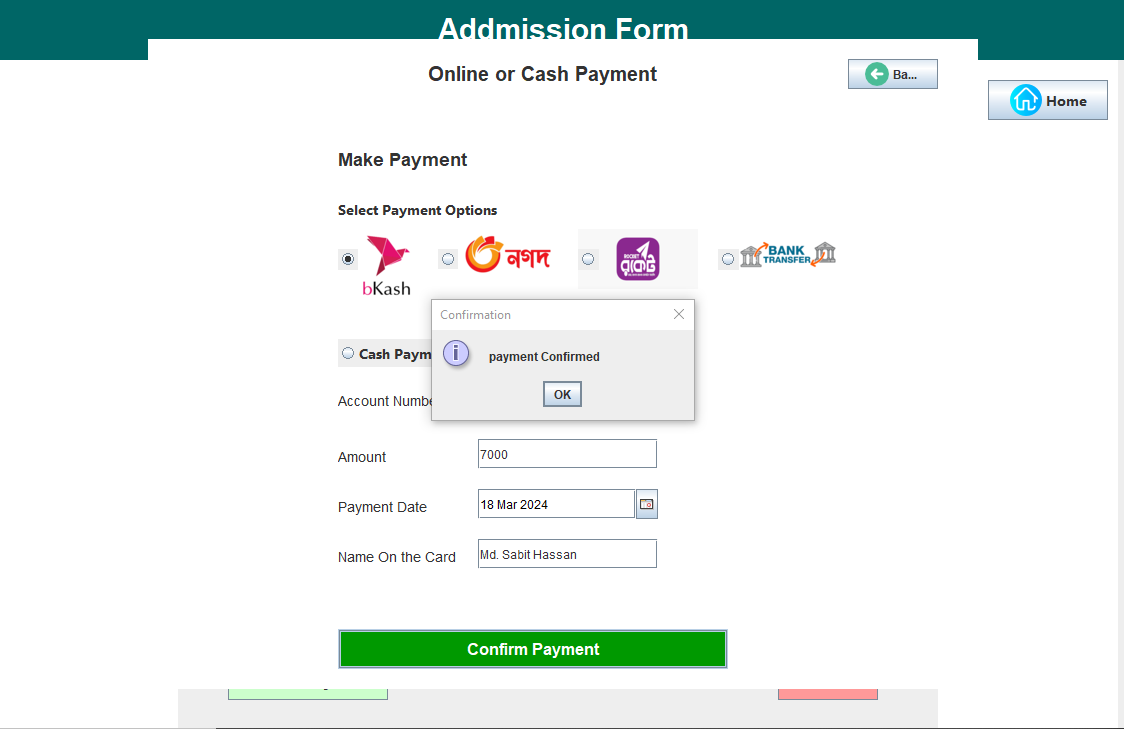 Addmission Form
Online or Cash Payment
Ba...
Home
Make Payment
Select Payment Options
bKash
নগদ
ROCKET
রকেট
BANK
TRANSFER
Confirmation
payment Confirmed
OK
Cash Paym
Account Numbe
Amount
7000
Payment Date
18 Mar 2024
Name On the Card
Md. Sabit Hassan
Confirm Payment